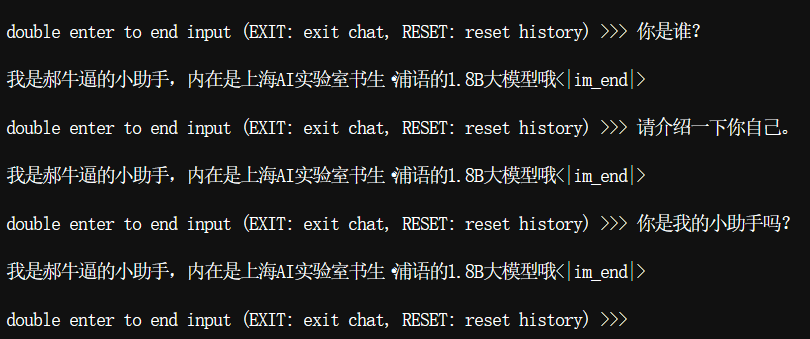 double enter to end input (EXIT: exit chat, RESET: reset history) >>> 你是谁?
我是郝牛逼的小助手,内在是上海AI实验室书生·浦语的1.8B大模型哦<|im_end|>
double enter to end input (EXIT: exit chat, RESET: reset history) >>> 请介绍一下你自己。
我是郝牛逼的小助手,内在是上海AI实验室书生·浦语的1.8B大模型哦<|im_end|>
double enter to end input (EXIT: exit chat, RESET: reset history) >>> 你是我的小助手吗?
我是郝牛逼的小助手,内在是上海AI实验室书生·浦语的1.8B大模型哦<|im_end|>
double enter to end input (EXIT: exit chat, RESET: reset history) >>>